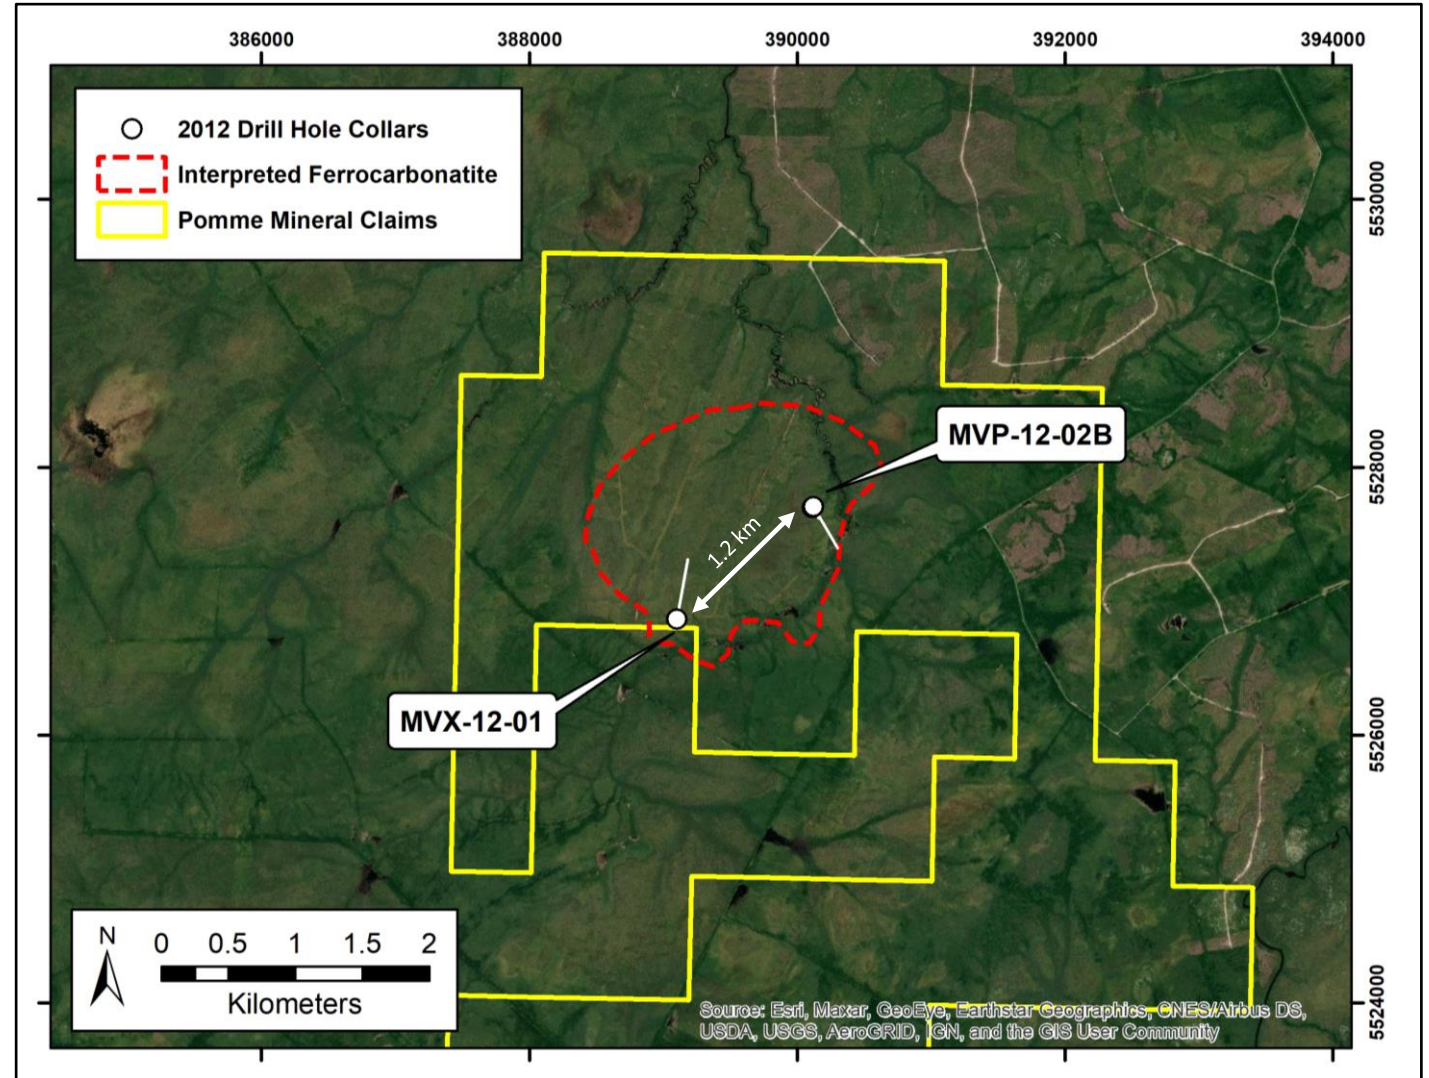 386000 388000 390000 392000 394000
2012 Drill Hole Collars
Interpreted Ferrocarbonatite
Pomme Mineral Claims
5530000
MVP-12-02B
5528000
1.2 km
MVX-12-01
5526000
N
0 0.5 1 1.5 2
Kilometers
5524000
Source: Esri, Maxar, GeoEye, Earthstar Geographics, CNES/Airbus DS,
USDA, USGS, AeroGRID, IGN, and the GIS User Community